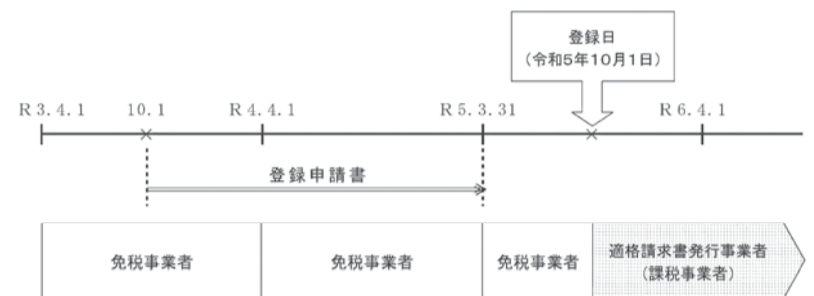 登録日
(令和5年10月1日)
R 3. 4. 1
10. 1
R 4. 4. 1
R 5. 3. 31
R 6. 4. 1
登録申請書
免税事業者
免税事業者
免税事業者
適格請求書発行事業者
(課税事業者)